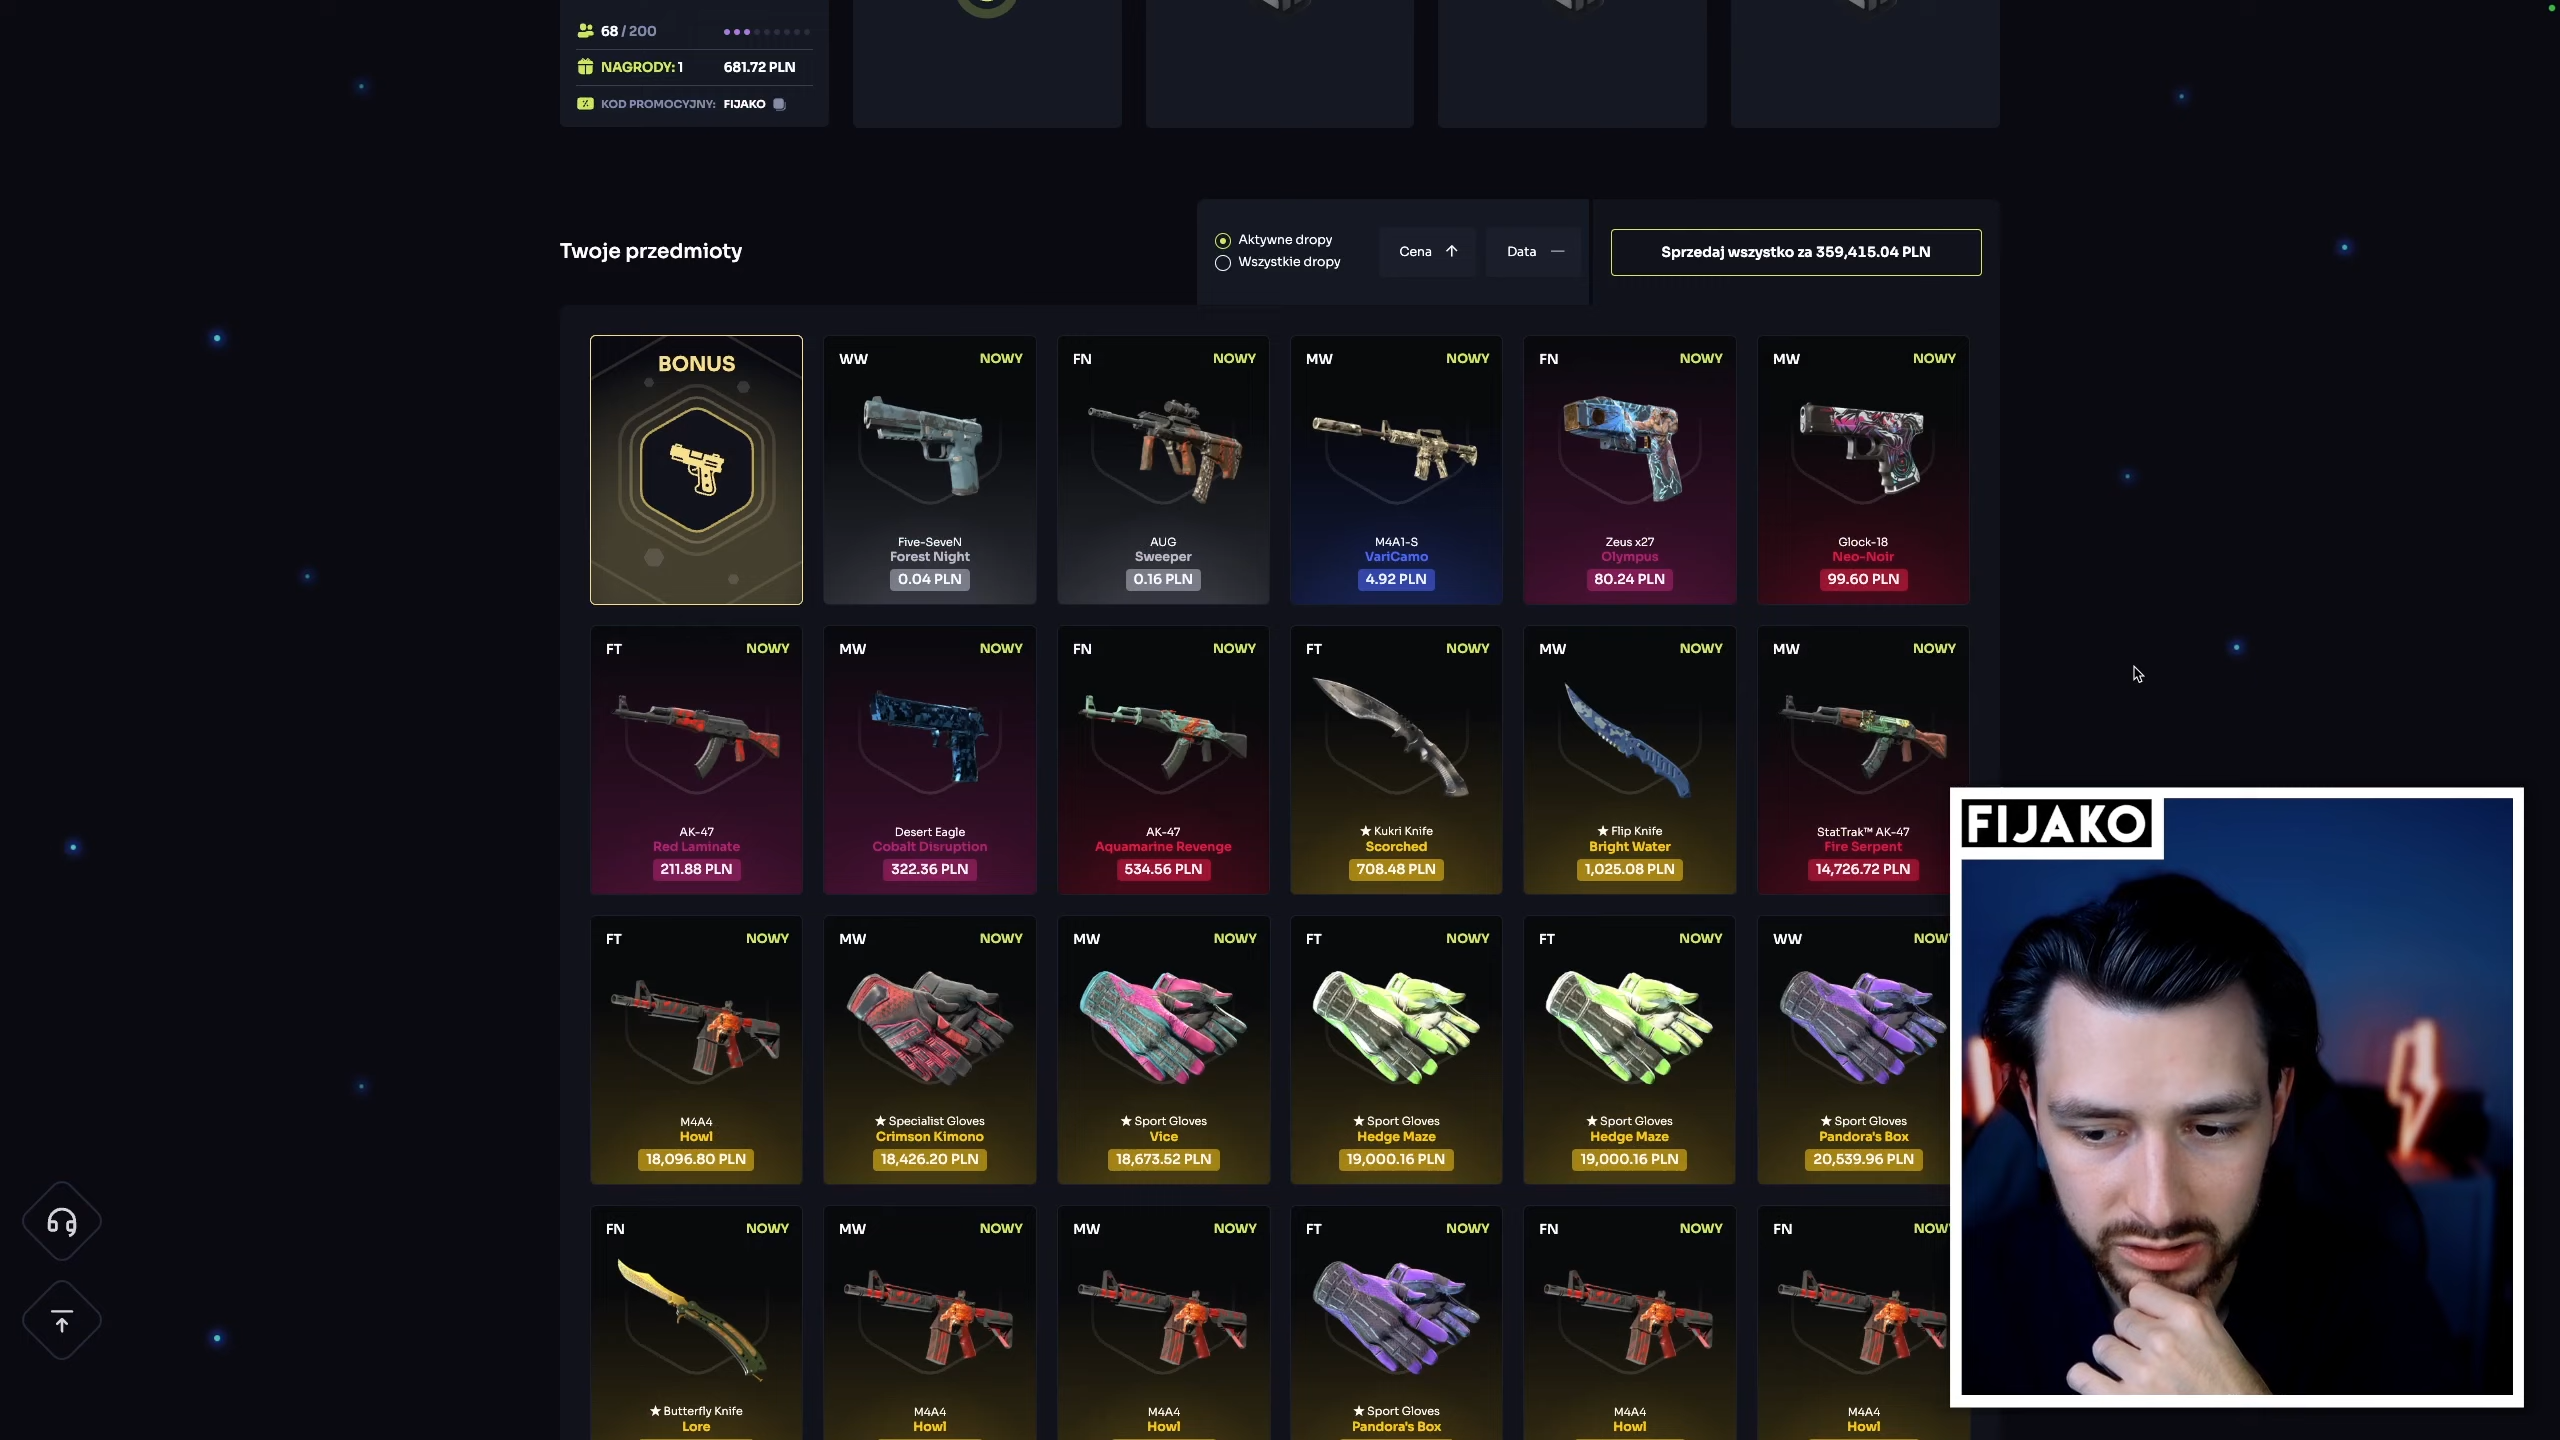 68 / 200
NAGRODY: 1 681.72 PLN
KOD PROMOCYJNY: FIJAKO
Twoje przedmioty
Aktywne dropy
Wszystkie dropy
Cena
Data
Sprzedaj wszystko za 359,415.04 PLN
BONUS
WW NOWY
Five-SeveN
Forest Night
0.04 PLN
FN NOWY
AUG
Sweeper
0.16 PLN
MW NOWY
M4A1-S
VariCamo
4.92 PLN
FN NOWY
Zeus x27
Olympus
80.24 PLN
MW NOWY
Glock-18
Neo-Noir
99.60 PLN
FT NOWY
AK-47
Red Laminate
211.88 PLN
MW NOWY
Desert Eagle
Cobalt Disruption
322.36 PLN
FN NOWY
AK-47
Aquamarine Revenge
534.56 PLN
FT NOWY
★ Kukri Knife
Scorched
708.48 PLN
MW NOWY
★ Flip Knife
Bright Water
1,025.08 PLN
MW NOWY
StatTrak™ AK-47
Fire Serpent
14,726.72 PLN
FT NOWY
M4A4
Howl
18,096.80 PLN
MW NOWY
★ Specialist Gloves
Crimson Kimono
18,426.20 PLN
MW NOWY
★ Sport Gloves
Vice
18,673.52 PLN
FT NOWY
★ Sport Gloves
Hedge Maze
19,000.16 PLN
FT NOWY
★ Sport Gloves
Hedge Maze
19,000.16 PLN
WW NOWY
★ Sport Gloves
Pandora's Box
20,539.96 PLN
FN NOWY
★ Butterfly Knife
Lore
MW NOWY
M4A4
Howl
MW NOWY
M4A4
Howl
FT NOWY
★ Sport Gloves
Pandora's Box
FN NOWY
M4A4
Howl
FN NOWY
M4A4
Howl
FIJAKO